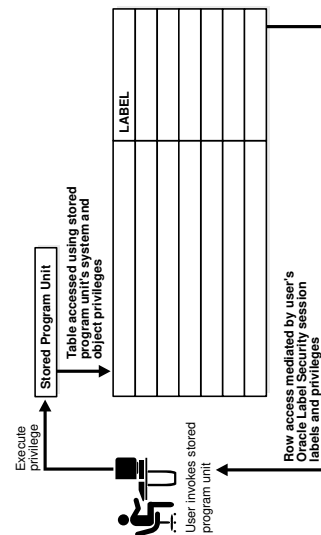 Execute
privilege
Stored Program Unit
Table accessed using stored
program unit's system and
object privileges
LABEL
User invokes stored
program unit
Row access mediated by user's
Oracle Label Security session
labels and privileges